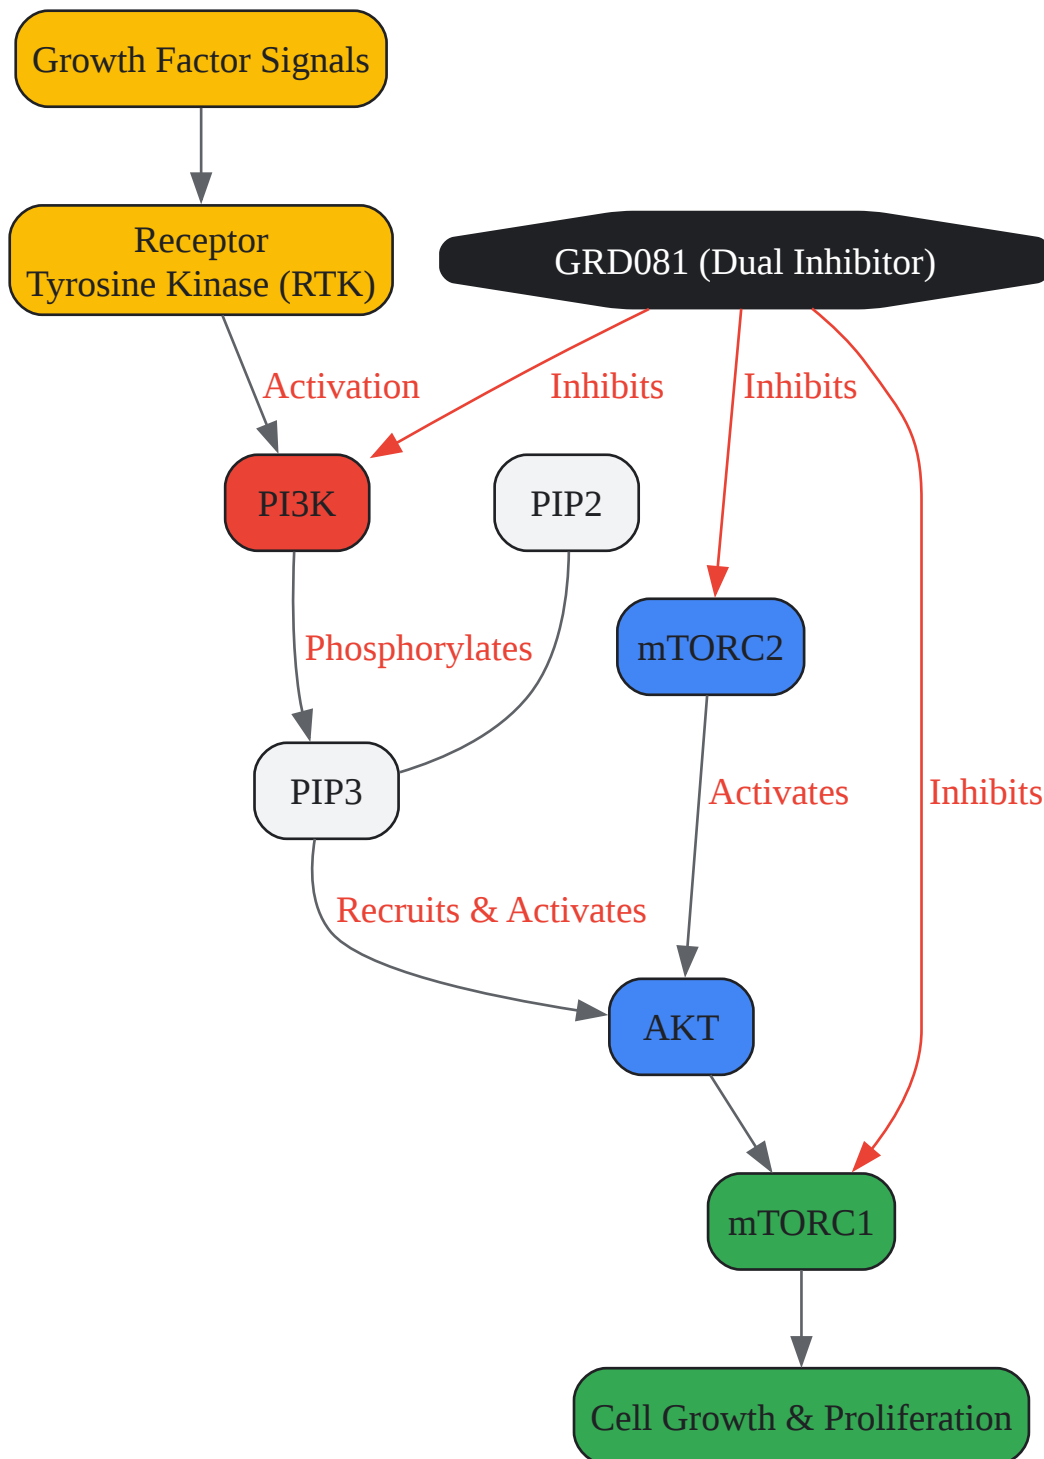 Growth Factor Signals
Receptor
Tyrosine Kinase (RTK)
GRD081 (Dual Inhibitor)
Activation
Inhibits
Inhibits
PI3K
PIP2
Phosphorylates
mTORC2
PIP3
Activates
Inhibits
Recruits & Activates
AKT
mTORC1
Cell Growth & Proliferation